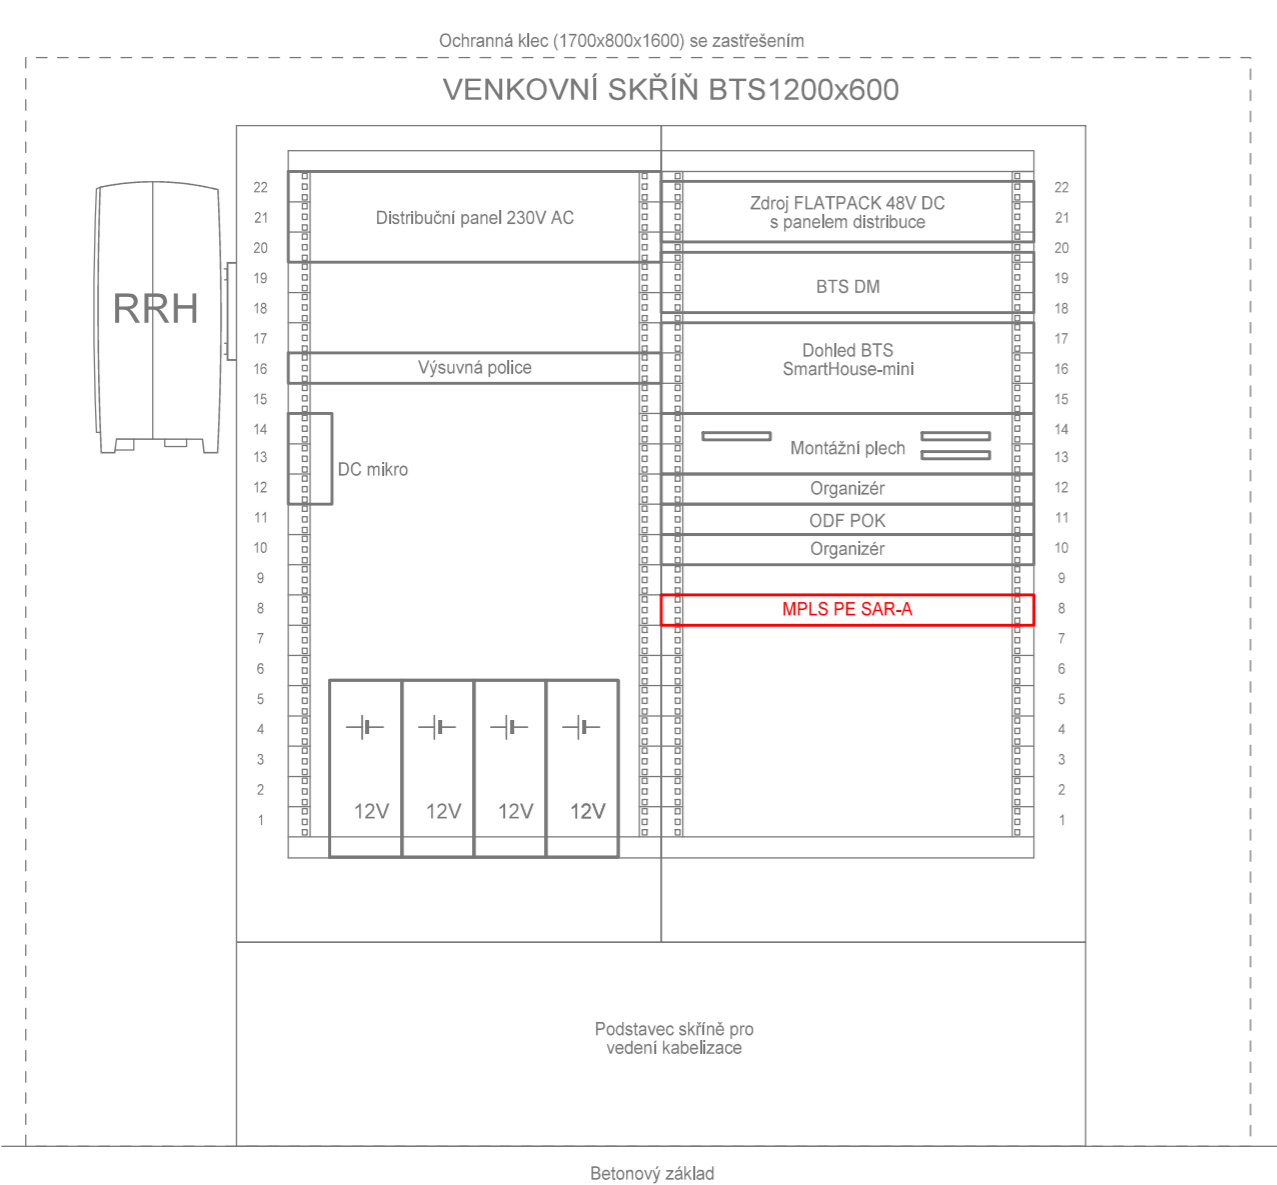 Ochranná klec (1700x800x1600) se zastřešením
VENKOVNÍ SKŘÍŇ BTS1200x600
RRH
22
21
20
19
18
17
16
15
14
13
12
11
10
9
8
7
6
5
4
3
2
1
Distribuční panel 230V AC
Výsuvná police
DC mikro
12V
12V
12V
12V
Zdroj FLATPACK 48V DC
s panelem distribuce
BTS DM
Dohled BTS
SmartHouse-mini
Montážní plech
Organizér
ODF POK
Organizér
MPLS PE SAR-A
22
21
20
19
18
17
16
15
14
13
12
11
10
9
8
7
6
5
4
3
2
1
Podstavec skříně pro
vedení kabelizace
Betonový základ